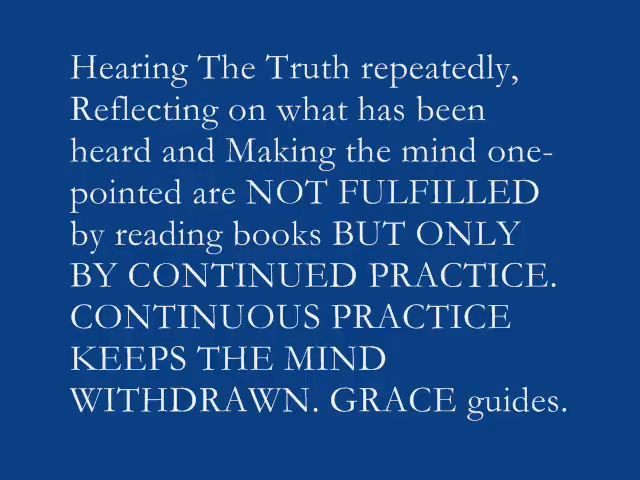 Hearing The Truth repeatedly,
Reflecting on what has been
heard and Making the mind one-
pointed are NOT FULFILLED
by reading books BUT ONLY
BY CONTINUED PRACTICE.
CONTINUOUS PRACTICE
KEEPS THE MIND
WITHDRAWN. GRACE guides.